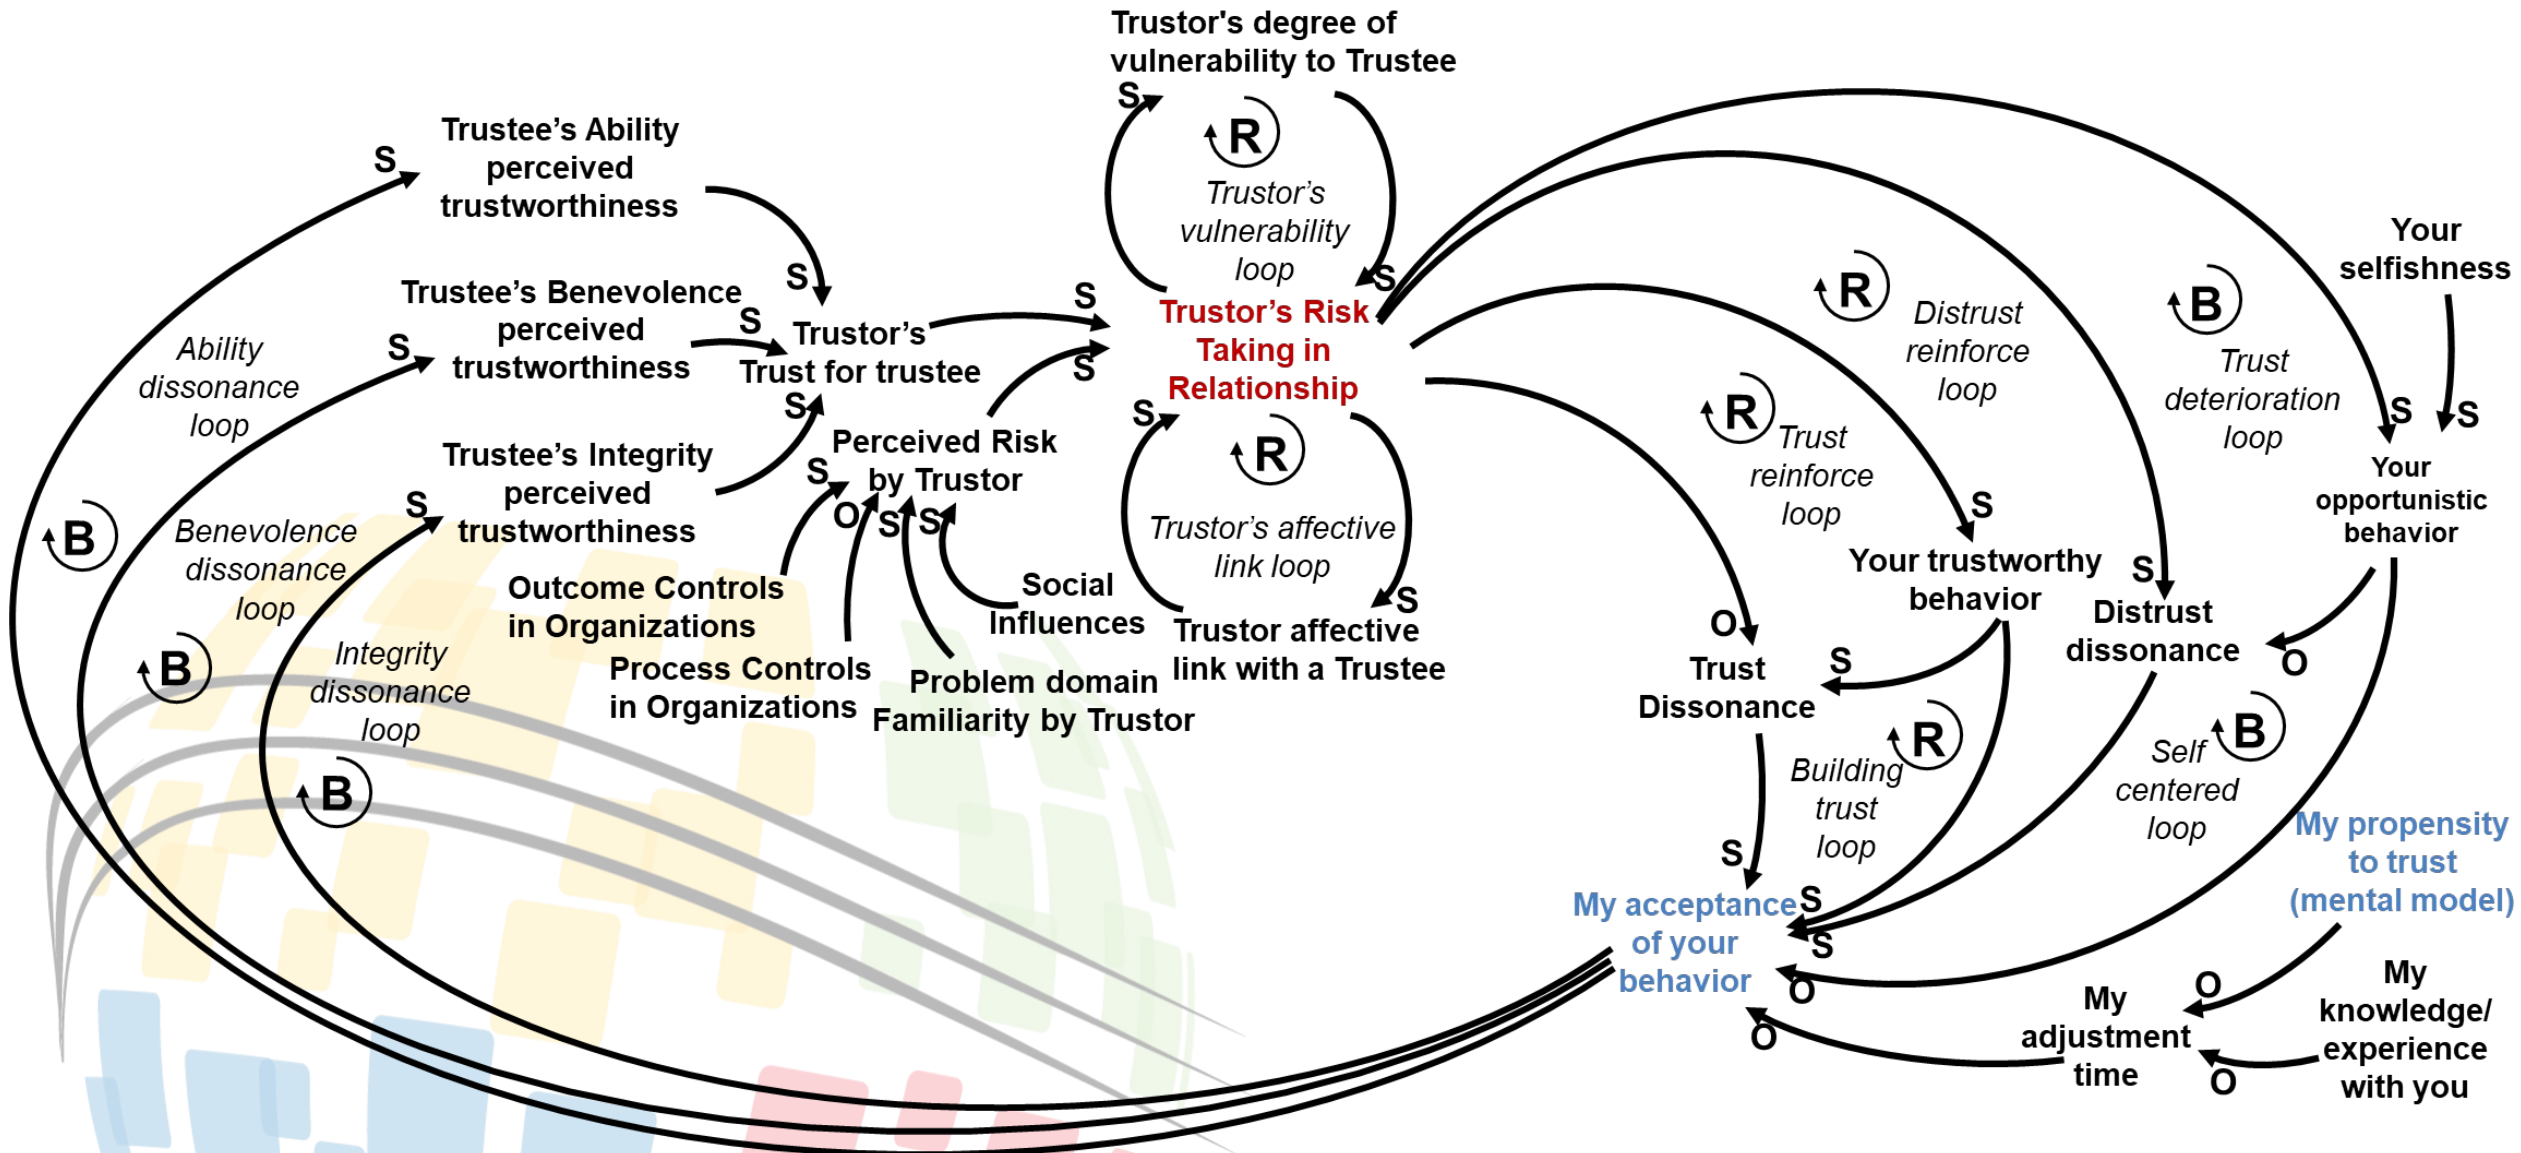 Trustor's degree of
vulnerability to Trustee
S
R
Trustor’s
vulnerability
loop
S
Trustee’s Ability
perceived
trustworthiness
S
S
Trustee’s Benevolence
perceived
trustworthiness
S
S
Trustee’s Integrity
perceived
trustworthiness
S
S
Trustor’s
Trust for trustee
S
S
Perceived Risk
by Trustor
S
O
S
S
Outcome Controls
in Organizations
Process Controls
in Organizations
Problem domain
Familiarity by Trustor
Social
Influences
Trustor’s Risk
Taking in
Relationship
S
R
Trustor’s affective
link loop
S
Trustor affective
link with a Trustee
Ability
dissonance
loop
B
Benevolence
dissonance
loop
B
Integrity
dissonance
loop
B
R
Distrust
reinforce
loop
B
Trust
deterioration
loop
R
Trust
reinforce
loop
Your
selfishness
S
S
Your
opportunistic
behavior
S
Your trustworthy
behavior
S
Distrust
dissonance
O
O
Trust
Dissonance
S
R
Building
trust
loop
B
Self
centered
loop
S
My acceptance
of your
behavior
S
S
O
O
My propensity
to trust
(mental model)
O
My
adjustment
time
O
My
knowledge/
experience
with you